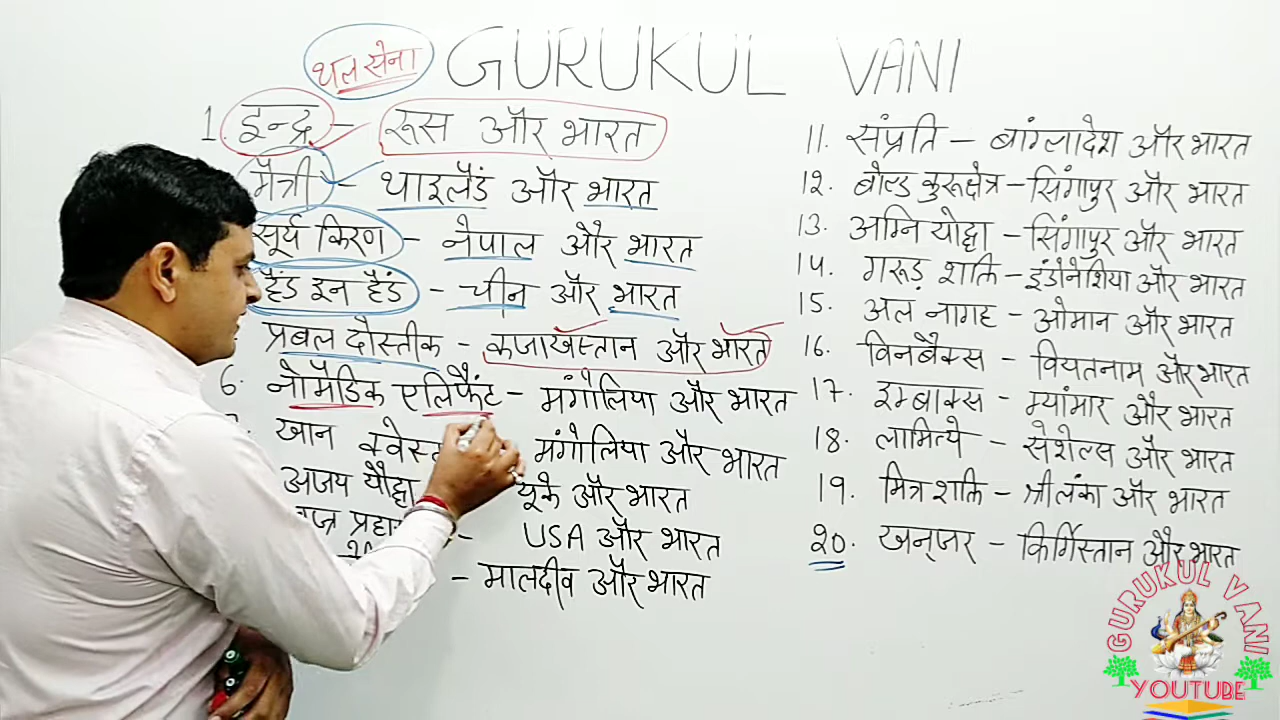 थल सेना
GURUKUL VANI
1. इन्द्र - रूस और भारत
मैत्री - थाइलैडं और भारत
सूर्य किरण - नेपाल और भारत
हैंड इन हैंड - चीन और भारत
प्रबल दौस्तीक - कजाखस्तान और भारत
6. नोमैडिक एलिफैंट - मंगोलिया और भारत
खान क्वेस्ट मंगोलिया और भारत
अजय यौद्धा यूके और भारत
- USA और भारत
- मालदीव और भारत
11. संप्रति - बांग्लादेश और भारत
12. बौल्ड कुरूक्षेत्र - सिंगापुर और भारत
13. अग्नि योद्धा - सिंगापुर और भारत
14. गरूड़ शक्ति - इंडोनेशिया और भारत
15. अल नागह - ओमान और भारत
16. विनबैक्स - वियतनाम और भारत
17. इम्बाक्स - म्यांमार और भारत
18. लामित्ये - सेशेल्स और भारत
19. मित्र शक्ति - श्रीलंका और भारत
20. खन्जर - किर्गिस्तान और भारत
GURUKUL VANI
YOUTUBE